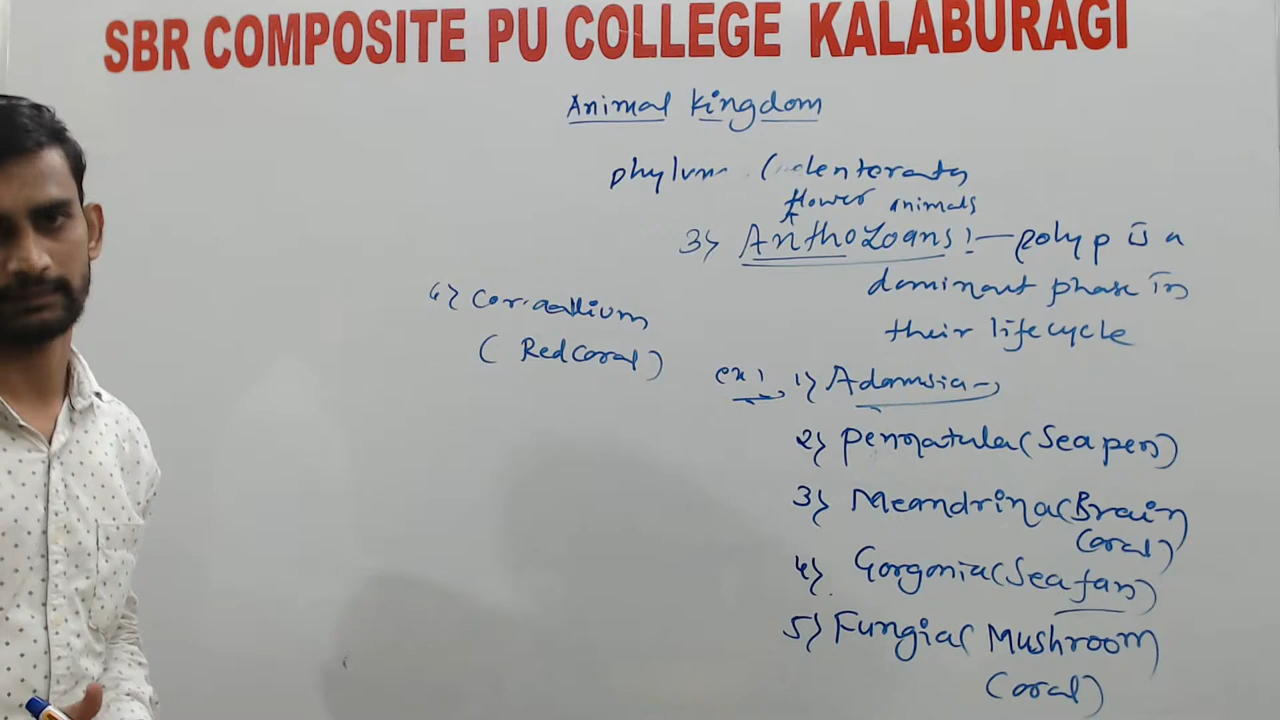 SBR COMPOSITE PU COLLEGE KALABURAGI
Animal kingdom
phylum Coelenterata
flower animals
3) Anthozoans :- polyp is a
dominant phase in
their lifecycle
ex: 1) Adamsia -
2) pennatula (Sea pen)
3) Meandrina (Brain
Coral)
4) Gorgonia (Sea fan)
5) Fungia (Mushroom
Coral)
6) Corallium
(Red coral)